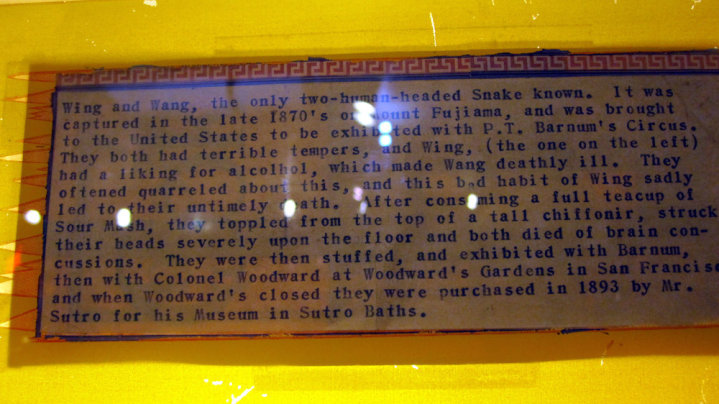 Wing and Wang, the only two-human-headed Snake known. It was
captured in the late 1870's on Mount Fujiama, and was brought
to the United States to be exhibited with P.T. Barnum's Circus.
They both had terrible tempers, and Wing, (the one on the left)
had a liking for alcohol, which made Wang deathly ill. They
oftened quarreled about this, and this bad habit of Wing sadly
led to their untimely death. After consuming a full teacup of
Sour Mash, they toppled from the top of a tall chiffonir, struck
their heads severely upon the floor and both died of brain con-
cussions. They were then stuffed, and exhibited with Barnum,
then with Colonel Woodward at Woodward's Gardens in San Francisc
and when Woodward's closed they were purchased in 1893 by Mr.
Sutro for his Museum in Sutro Baths.